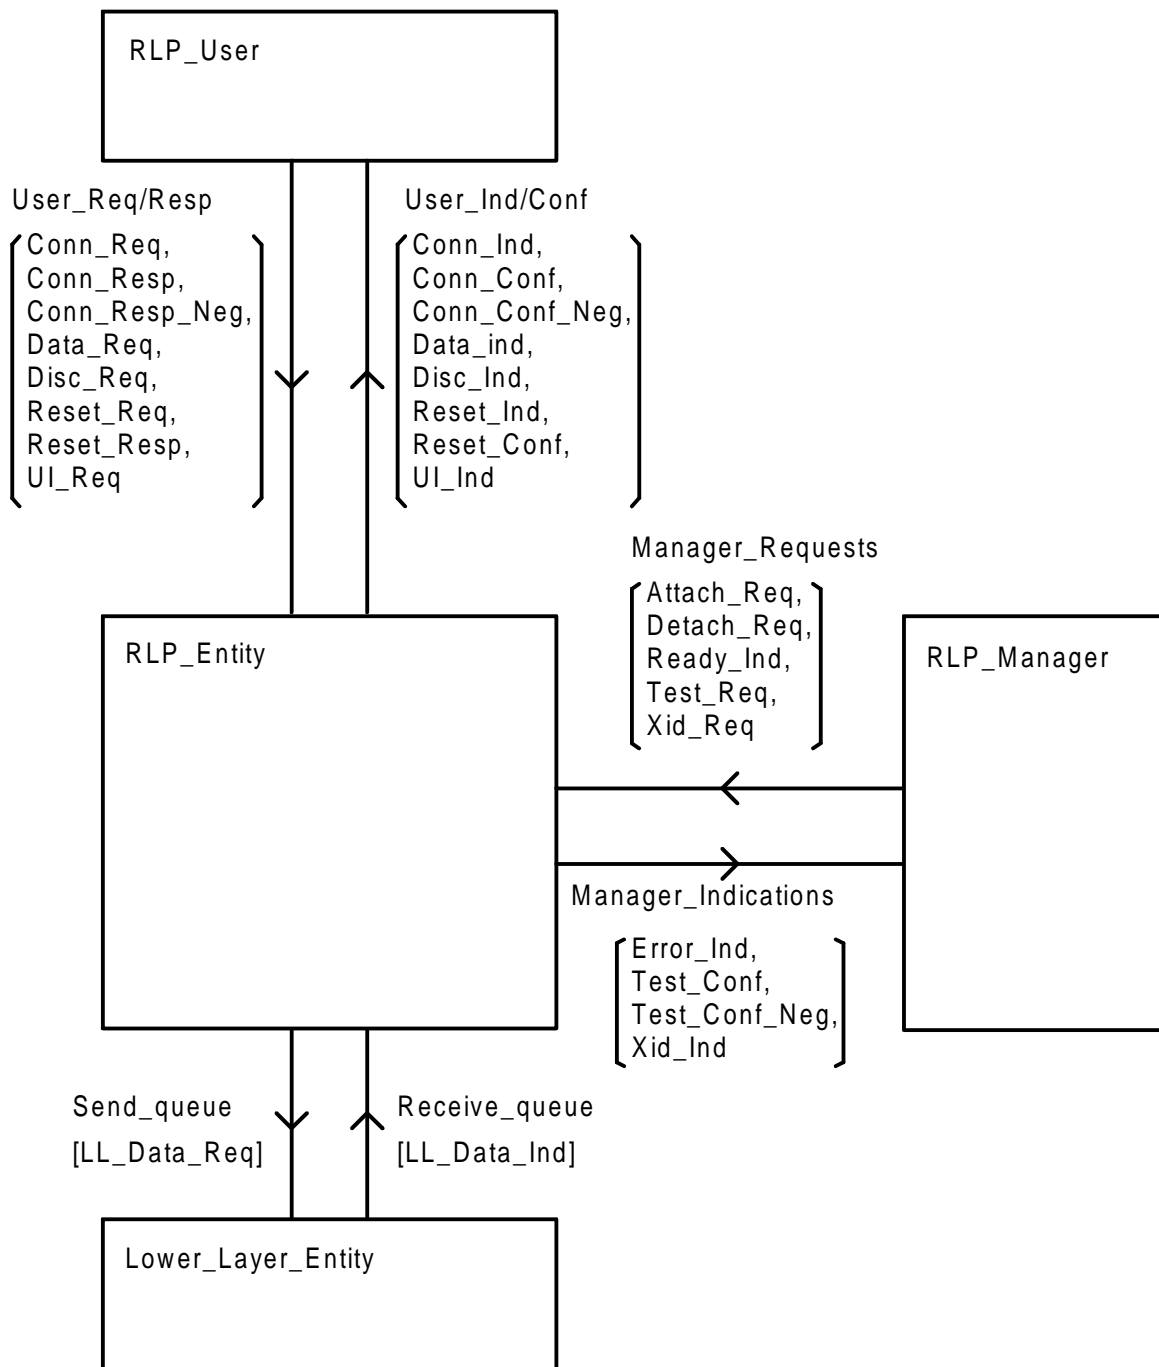 RLP_User
User_Req/Resp
Conn_Req,
Conn_Resp,
Conn_Resp_Neg,
Data_Req,
Disc_Req,
Reset_Req,
Reset_Resp,
UI_Req
User_Ind/Conf
Conn_Ind,
Conn_Conf,
Conn_Conf_Neg,
Data_ind,
Disc_Ind,
Reset_Ind,
Reset_Conf,
UI_Ind
Manager_Requests
Attach_Req,
Detach_Req,
Ready_Ind,
Test_Req,
Xid_Req
RLP_Entity
RLP_Manager
Manager_Indications
Error_Ind,
Test_Conf,
Test_Conf_Neg,
Xid_Ind
Send_queue
[LL_Data_Req]
Receive_queue
[LL_Data_Ind]
Lower_Layer_Entity